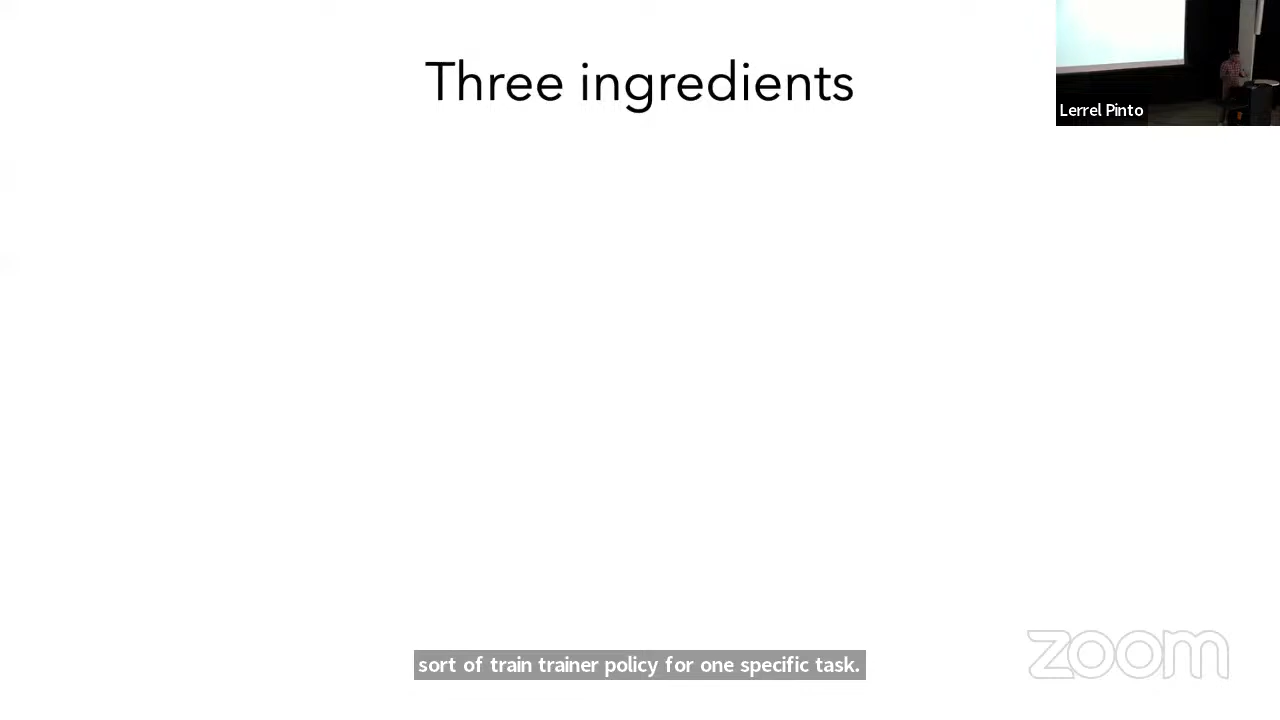 Three ingredients
Lerrel Pinto
sort of train trainer policy for one specific task.
zoom